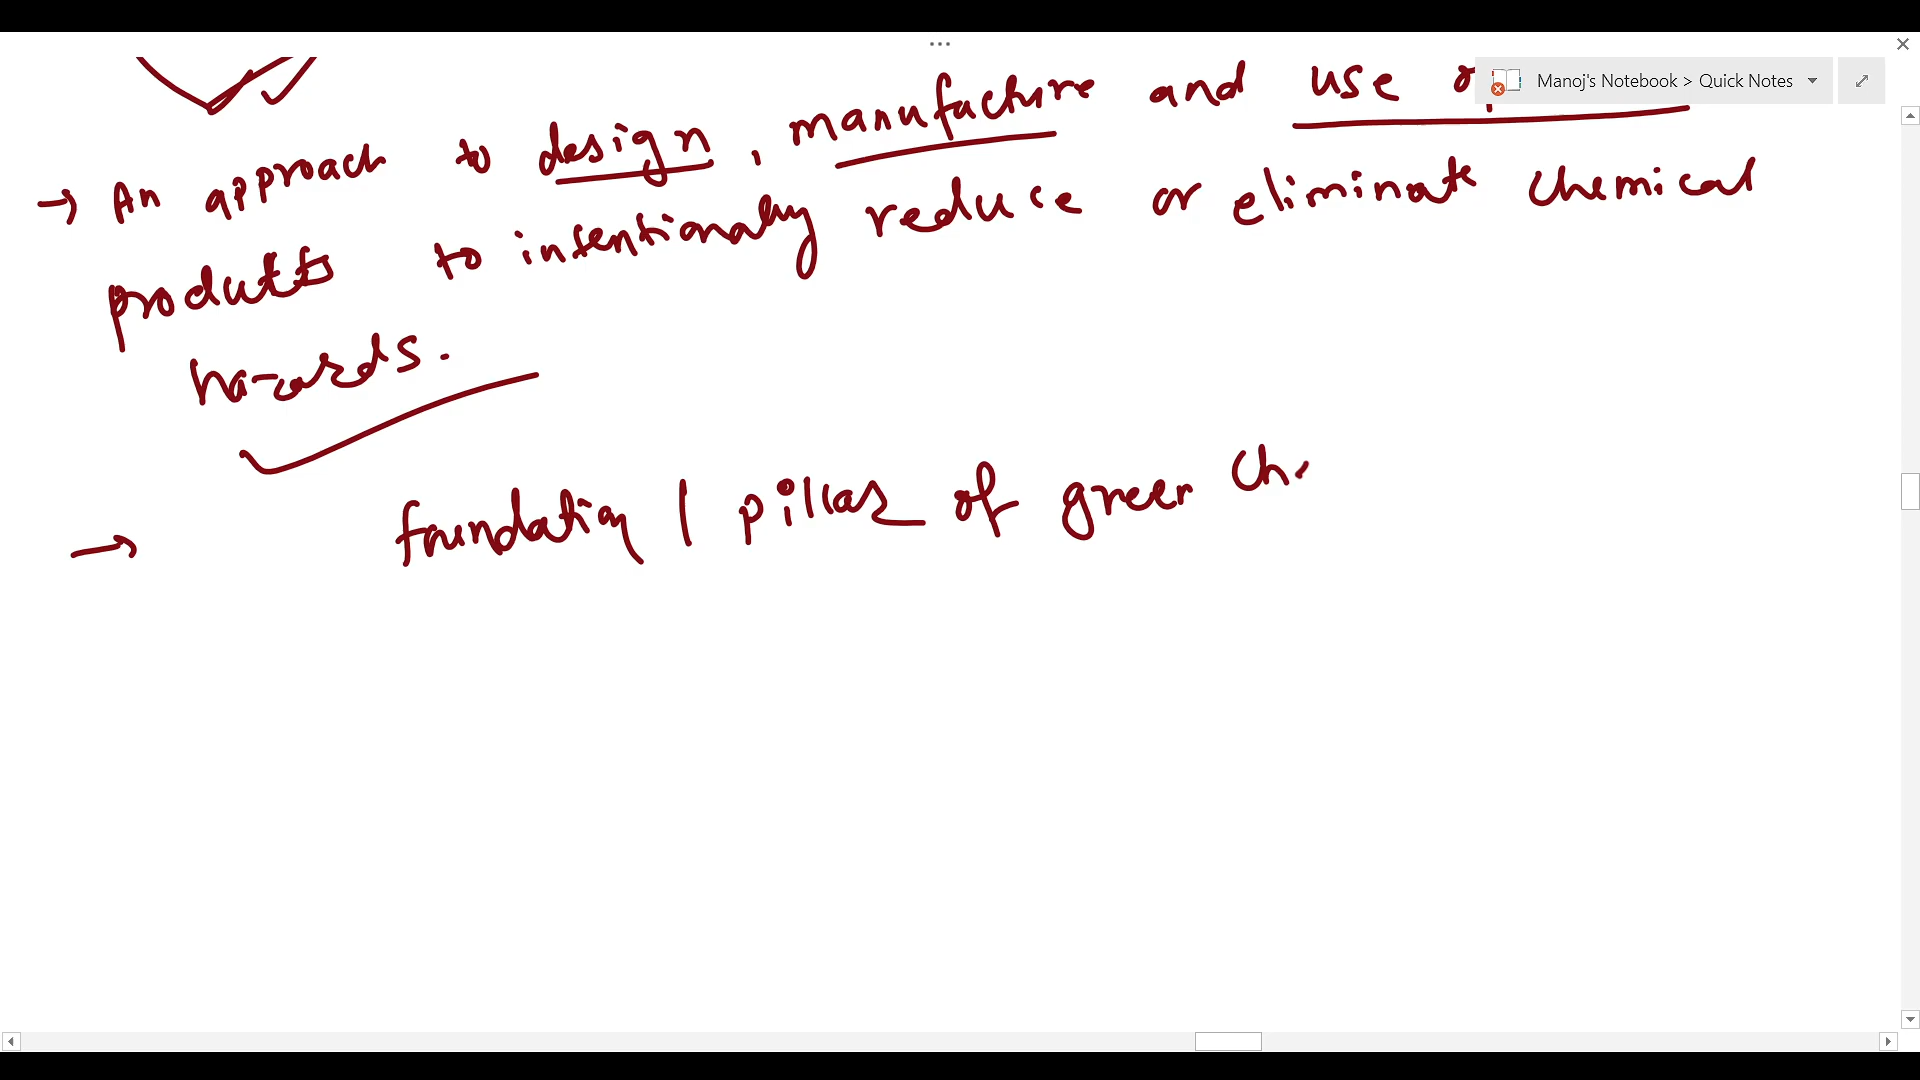 Manoj's Notebook > Quick Notes
→ An approach to design, manufacture and use
products to intentionally reduce or eliminate chemical
hazards.
→ foundation / pillar of green Ch